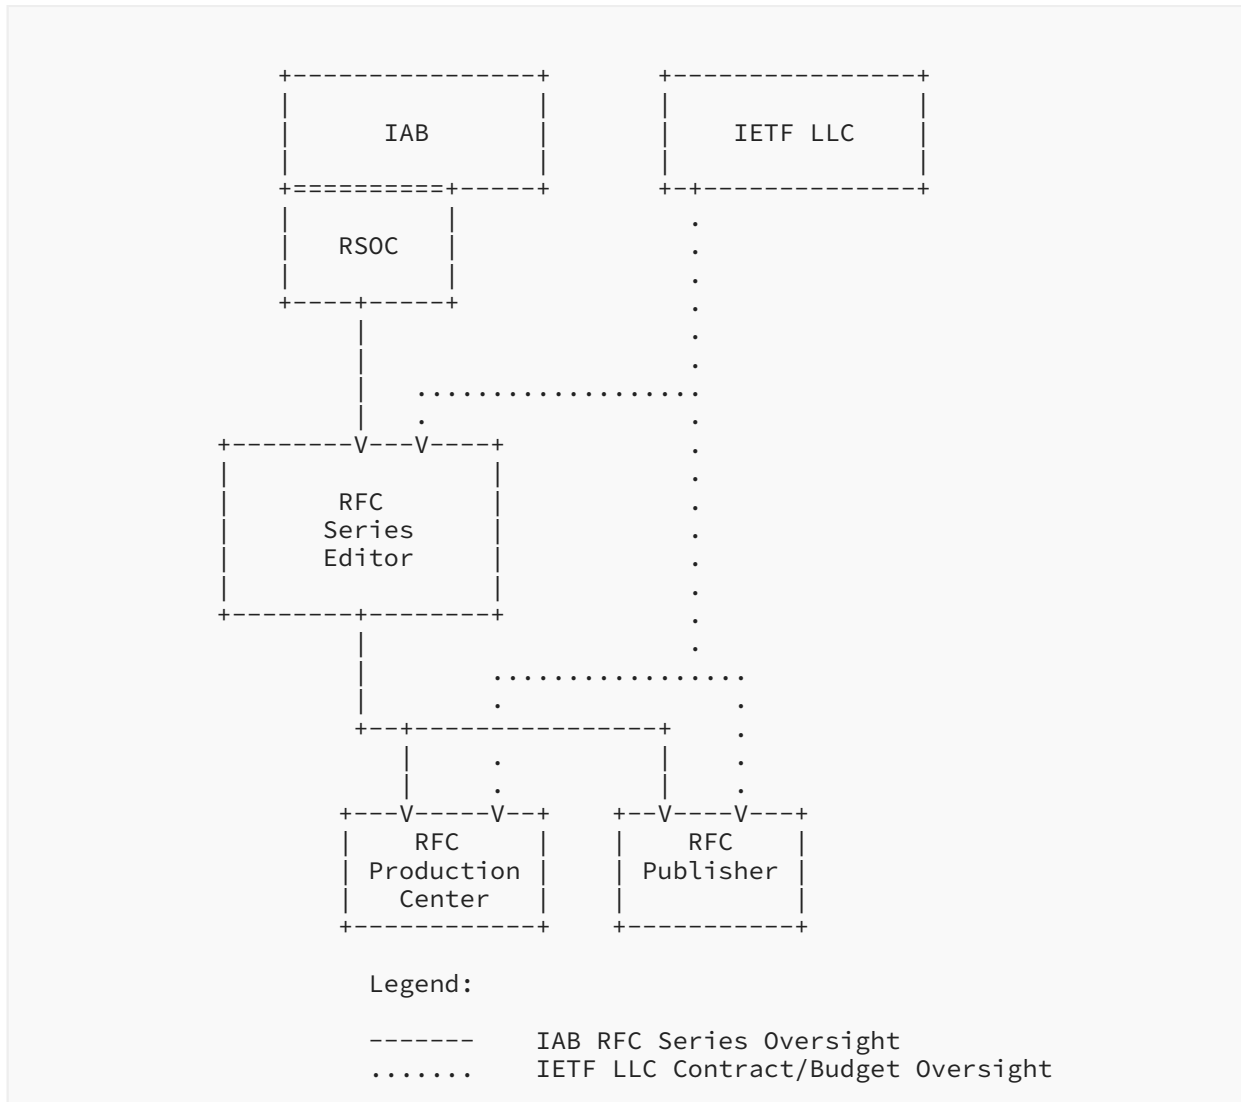 IAB IETF LLC
RSOC
RFC
Series
Editor
RFC RFC
Production Publisher
Center
Legend:
------- IAB RFC Series Oversight
....... IETF LLC Contract/Budget Oversight